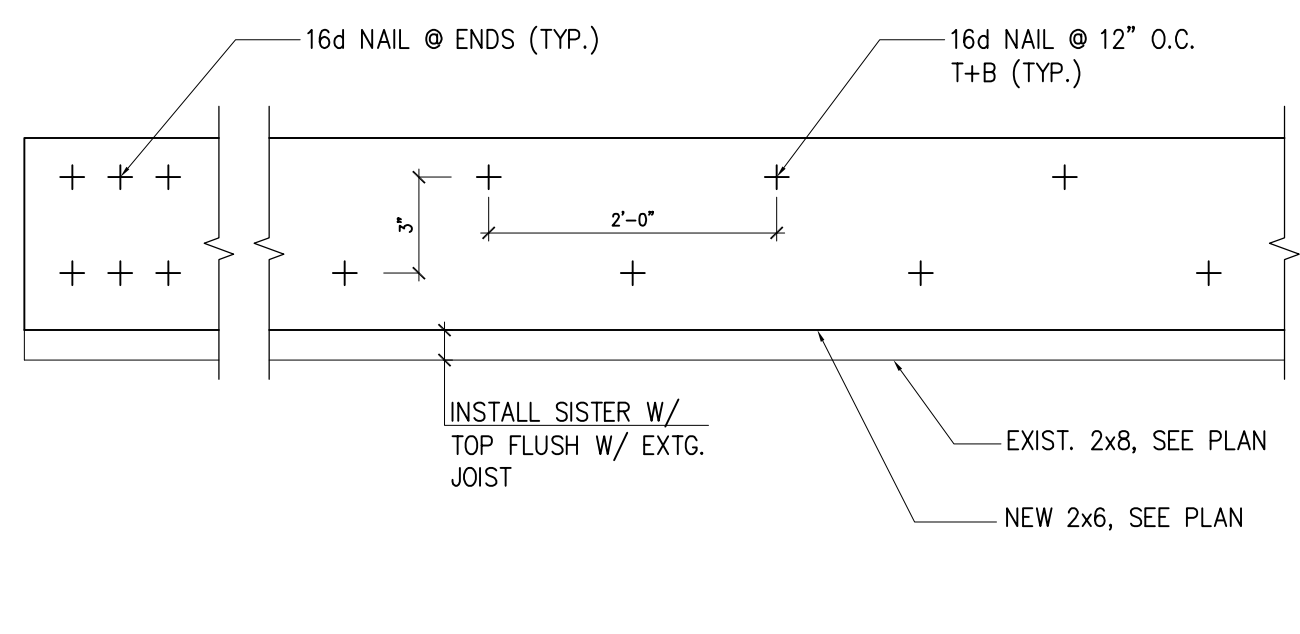 16d NAIL @ ENDS (TYP.)
16d NAIL @ 12” O.C.
T+B (TYP.)
3"
2'-0"
INSTALL SISTER W/
TOP FLUSH W/ EXTG.
JOIST
EXIST. 2x8, SEE PLAN
NEW 2x6, SEE PLAN